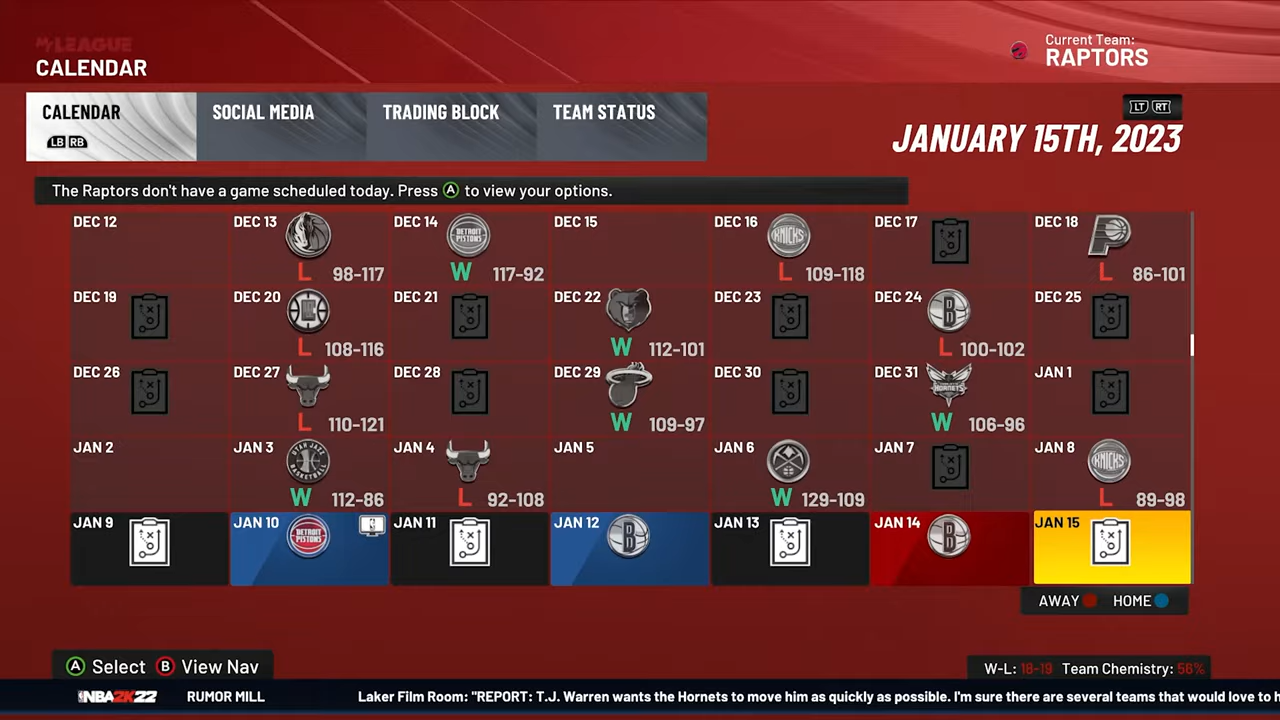 MyLEAGUE
CALENDAR
Current Team:
RAPTORS
CALENDAR
LB RB
SOCIAL MEDIA
TRADING BLOCK
TEAM STATUS
LT RT
JANUARY 15TH, 2023
The Raptors don't have a game scheduled today. Press A to view your options.
DEC 12 DEC 13 DEC 14 DETROIT PISTONS DEC 15 DEC 16 KNICKS DEC 17 DEC 18
L 98-117 W 117-92 L 109-118 L 86-101
DEC 19 DEC 20 DEC 21 DEC 22 DEC 23 DEC 24 B DEC 25
L 108-116 W 112-101 L 100-102
DEC 26 DEC 27 DEC 28 DEC 29 DEC 30 DEC 31 HORNETS JAN 1
L 110-121 W 109-97 W 106-96
JAN 2 JAN 3 JAN 4 JAN 5 JAN 6 JAN 7 JAN 8 KNICKS
W 112-86 L 92-108 W 129-109 L 89-98
JAN 9 JAN 10 DETROIT PISTONS JAN 11 JAN 12 B JAN 13 JAN 14 B JAN 15
AWAY HOME
A Select B View Nav
W-L: 18-19 Team Chemistry: 56%
NBA2K22 RUMOR MILL Laker Film Room: "REPORT: T.J. Warren wants the Hornets to move him as quickly as possible. I'm sure there are several teams that would love to h